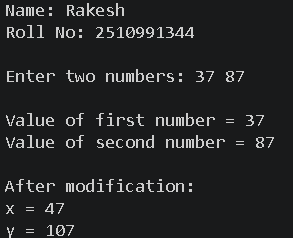 Name: Rakesh
Roll No: 2510991344
Enter two numbers: 37 87
Value of first number = 37
Value of second number = 87
After modification:
x = 47
y = 107